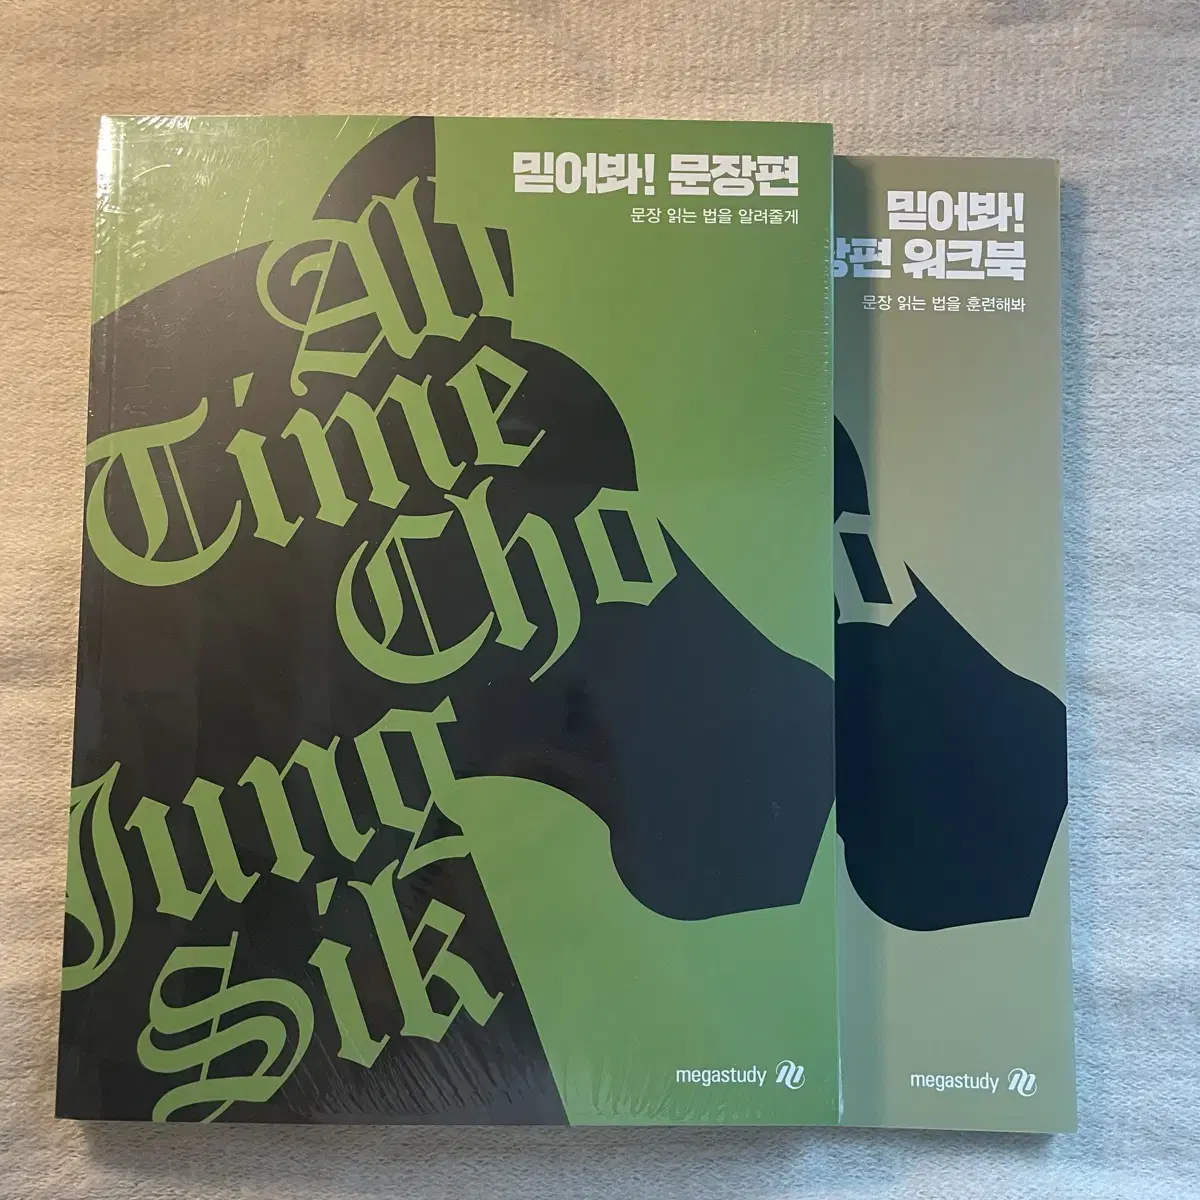 믿어봐! 문장편
문장 읽는 법을 알려줄게
All
Time
Cho
Jung
Sik
megastudy
믿어봐!
장편 워크북
문장 읽는 법을 훈련해봐
o
megastudy